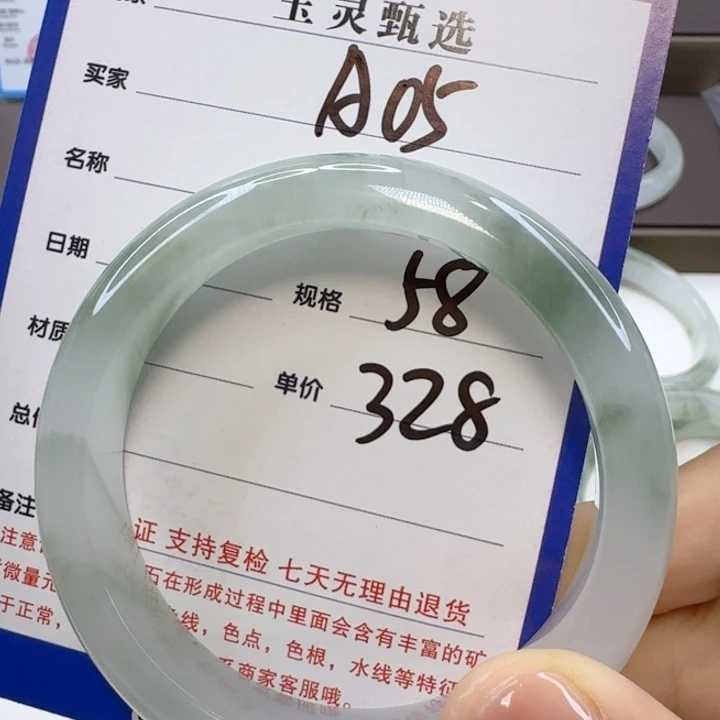 玉灵甄选
买家 A05
名称
日期
规格 58
材质
单价 328
备注
证 支持复检 七天无理由退货
石在形成过程中里面会含有丰富的矿
微量元 线，色点，色根，水线等特征
于正常， 商家客服哦。